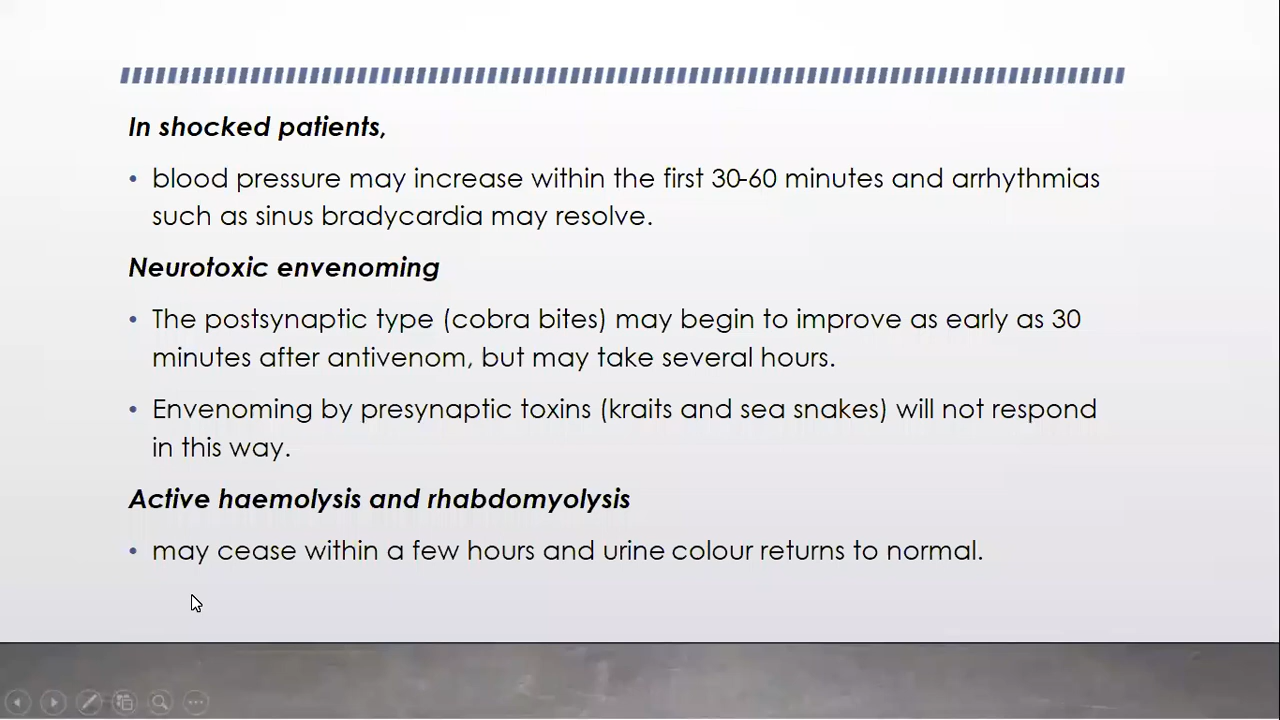 In shocked patients,
• blood pressure may increase within the first 30-60 minutes and arrhythmias
such as sinus bradycardia may resolve.
Neurotoxic envenoming
• The postsynaptic type (cobra bites) may begin to improve as early as 30
minutes after antivenom, but may take several hours.
• Envenoming by presynaptic toxins (kraits and sea snakes) will not respond
in this way.
Active haemolysis and rhabdomyolysis
• may cease within a few hours and urine colour returns to normal.